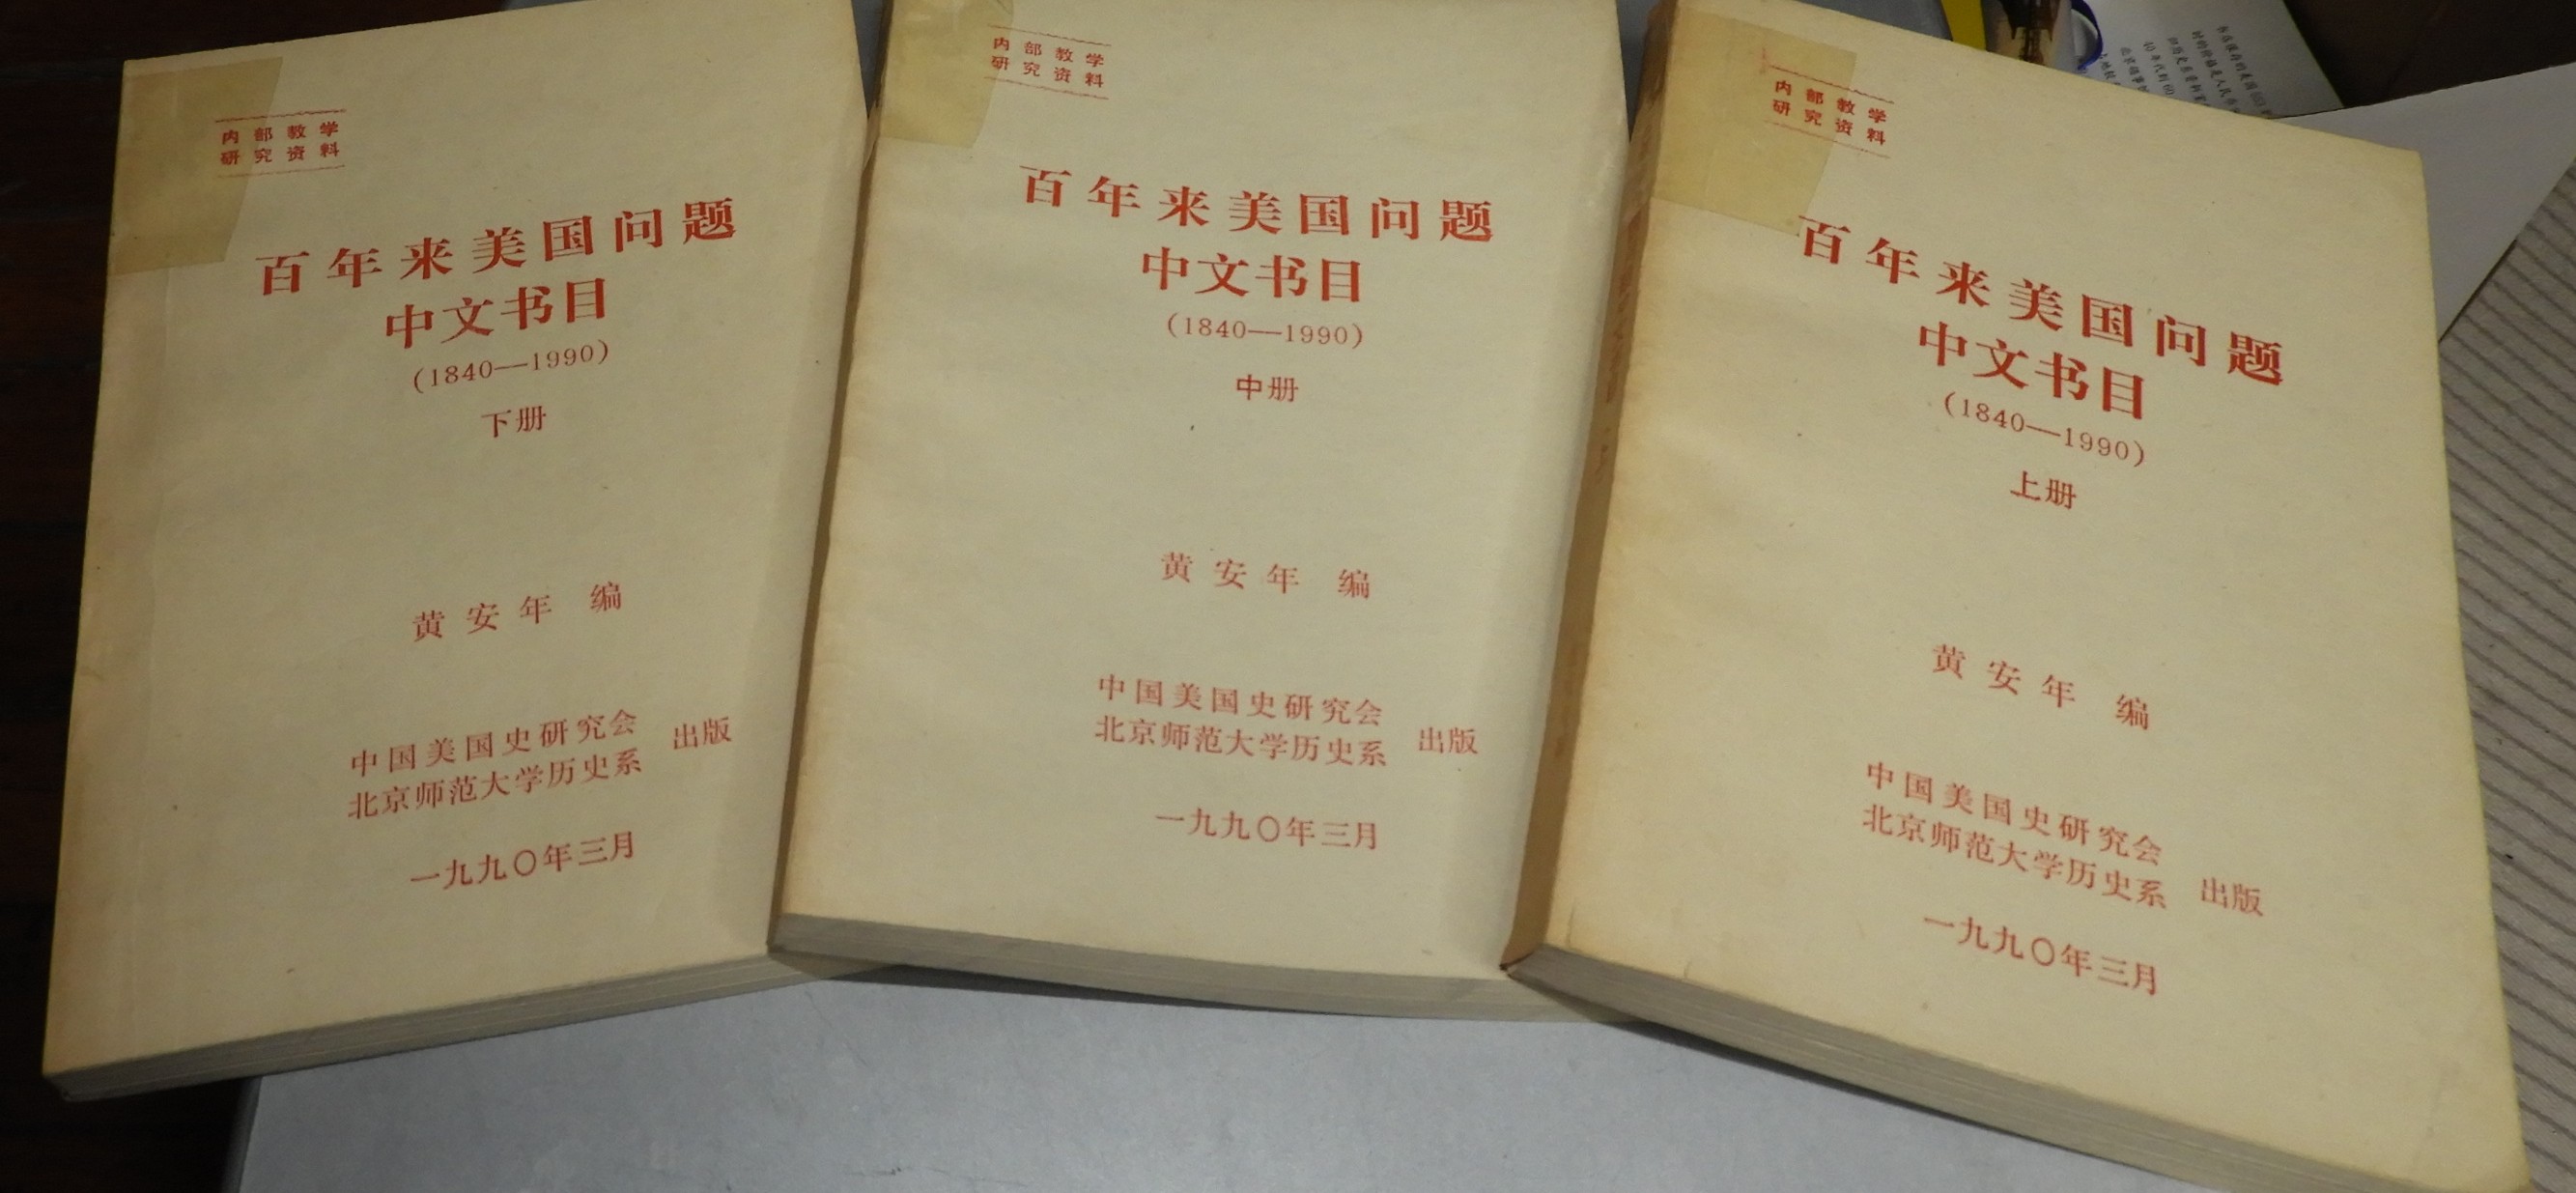 内部教学
研究资料
百年来美国问题
中文书目
(1840—1990)
下册
黄安年 编
中国美国史研究会
北京师范大学历史系 出版
一九九〇年三月
内部教学
研究资料
百年来美国问题
中文书目
(1840—1990)
中册
黄安年 编
中国美国史研究会
北京师范大学历史系 出版
一九九〇年三月
内部教学
研究资料
百年来美国问题
中文书目
(1840—1990)
上册
黄安年 编
中国美国史研究会
北京师范大学历史系 出版
一九九〇年三月